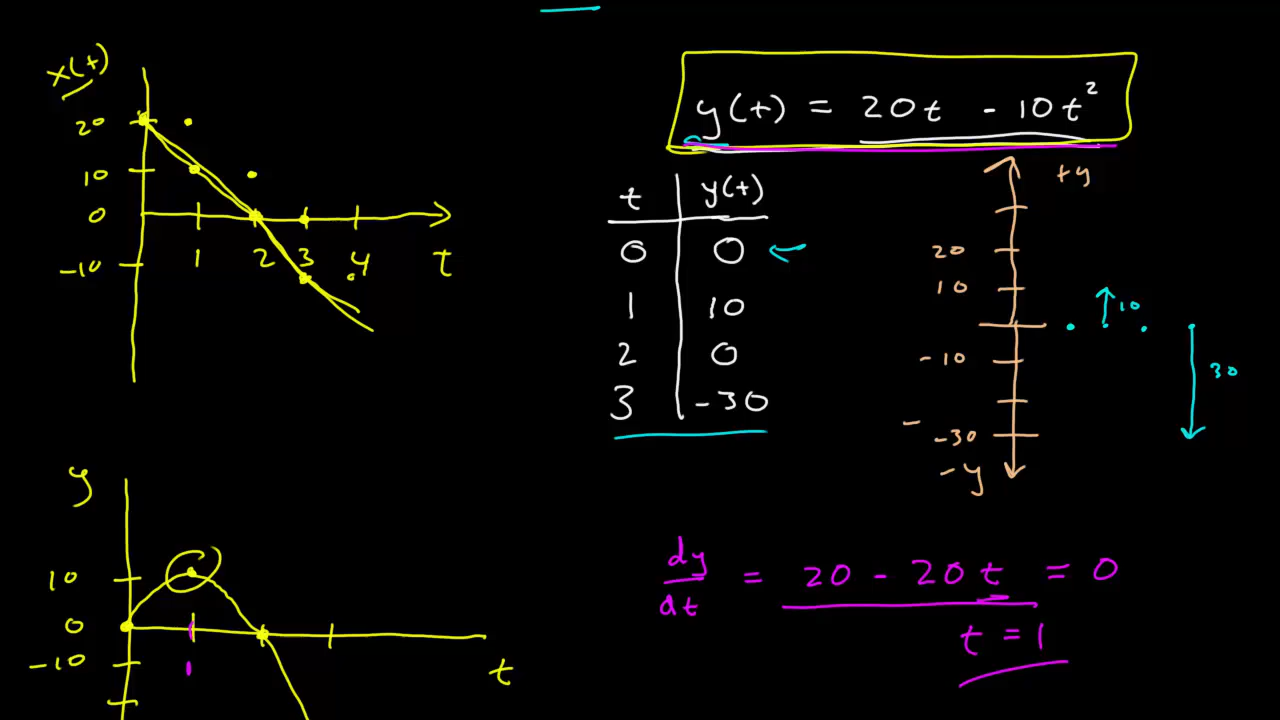 x(t)
20
10
0
-10
1 2 3 4 t
y(t) = 20t - 10t²
t y(t)
0 0
1 10
2 0
3 -30
+y
20
10
-10
-30
-y
10
30
y
10
0
-10
1
t
dy/dt = 20 - 20t = 0
t = 1